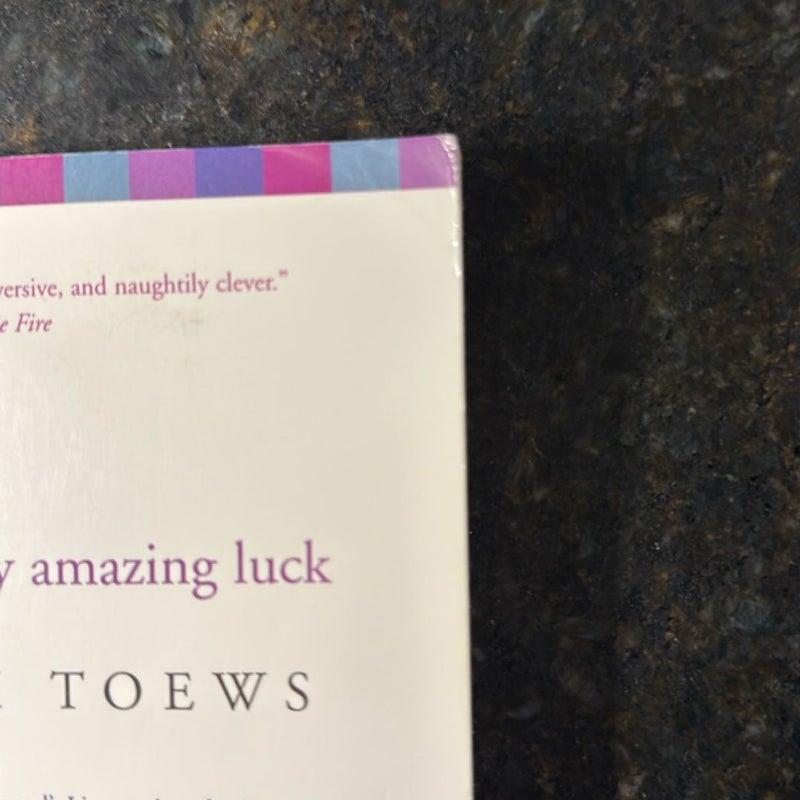 versive, and naughtily clever.”
e Fire
y amazing luck
TOEWS